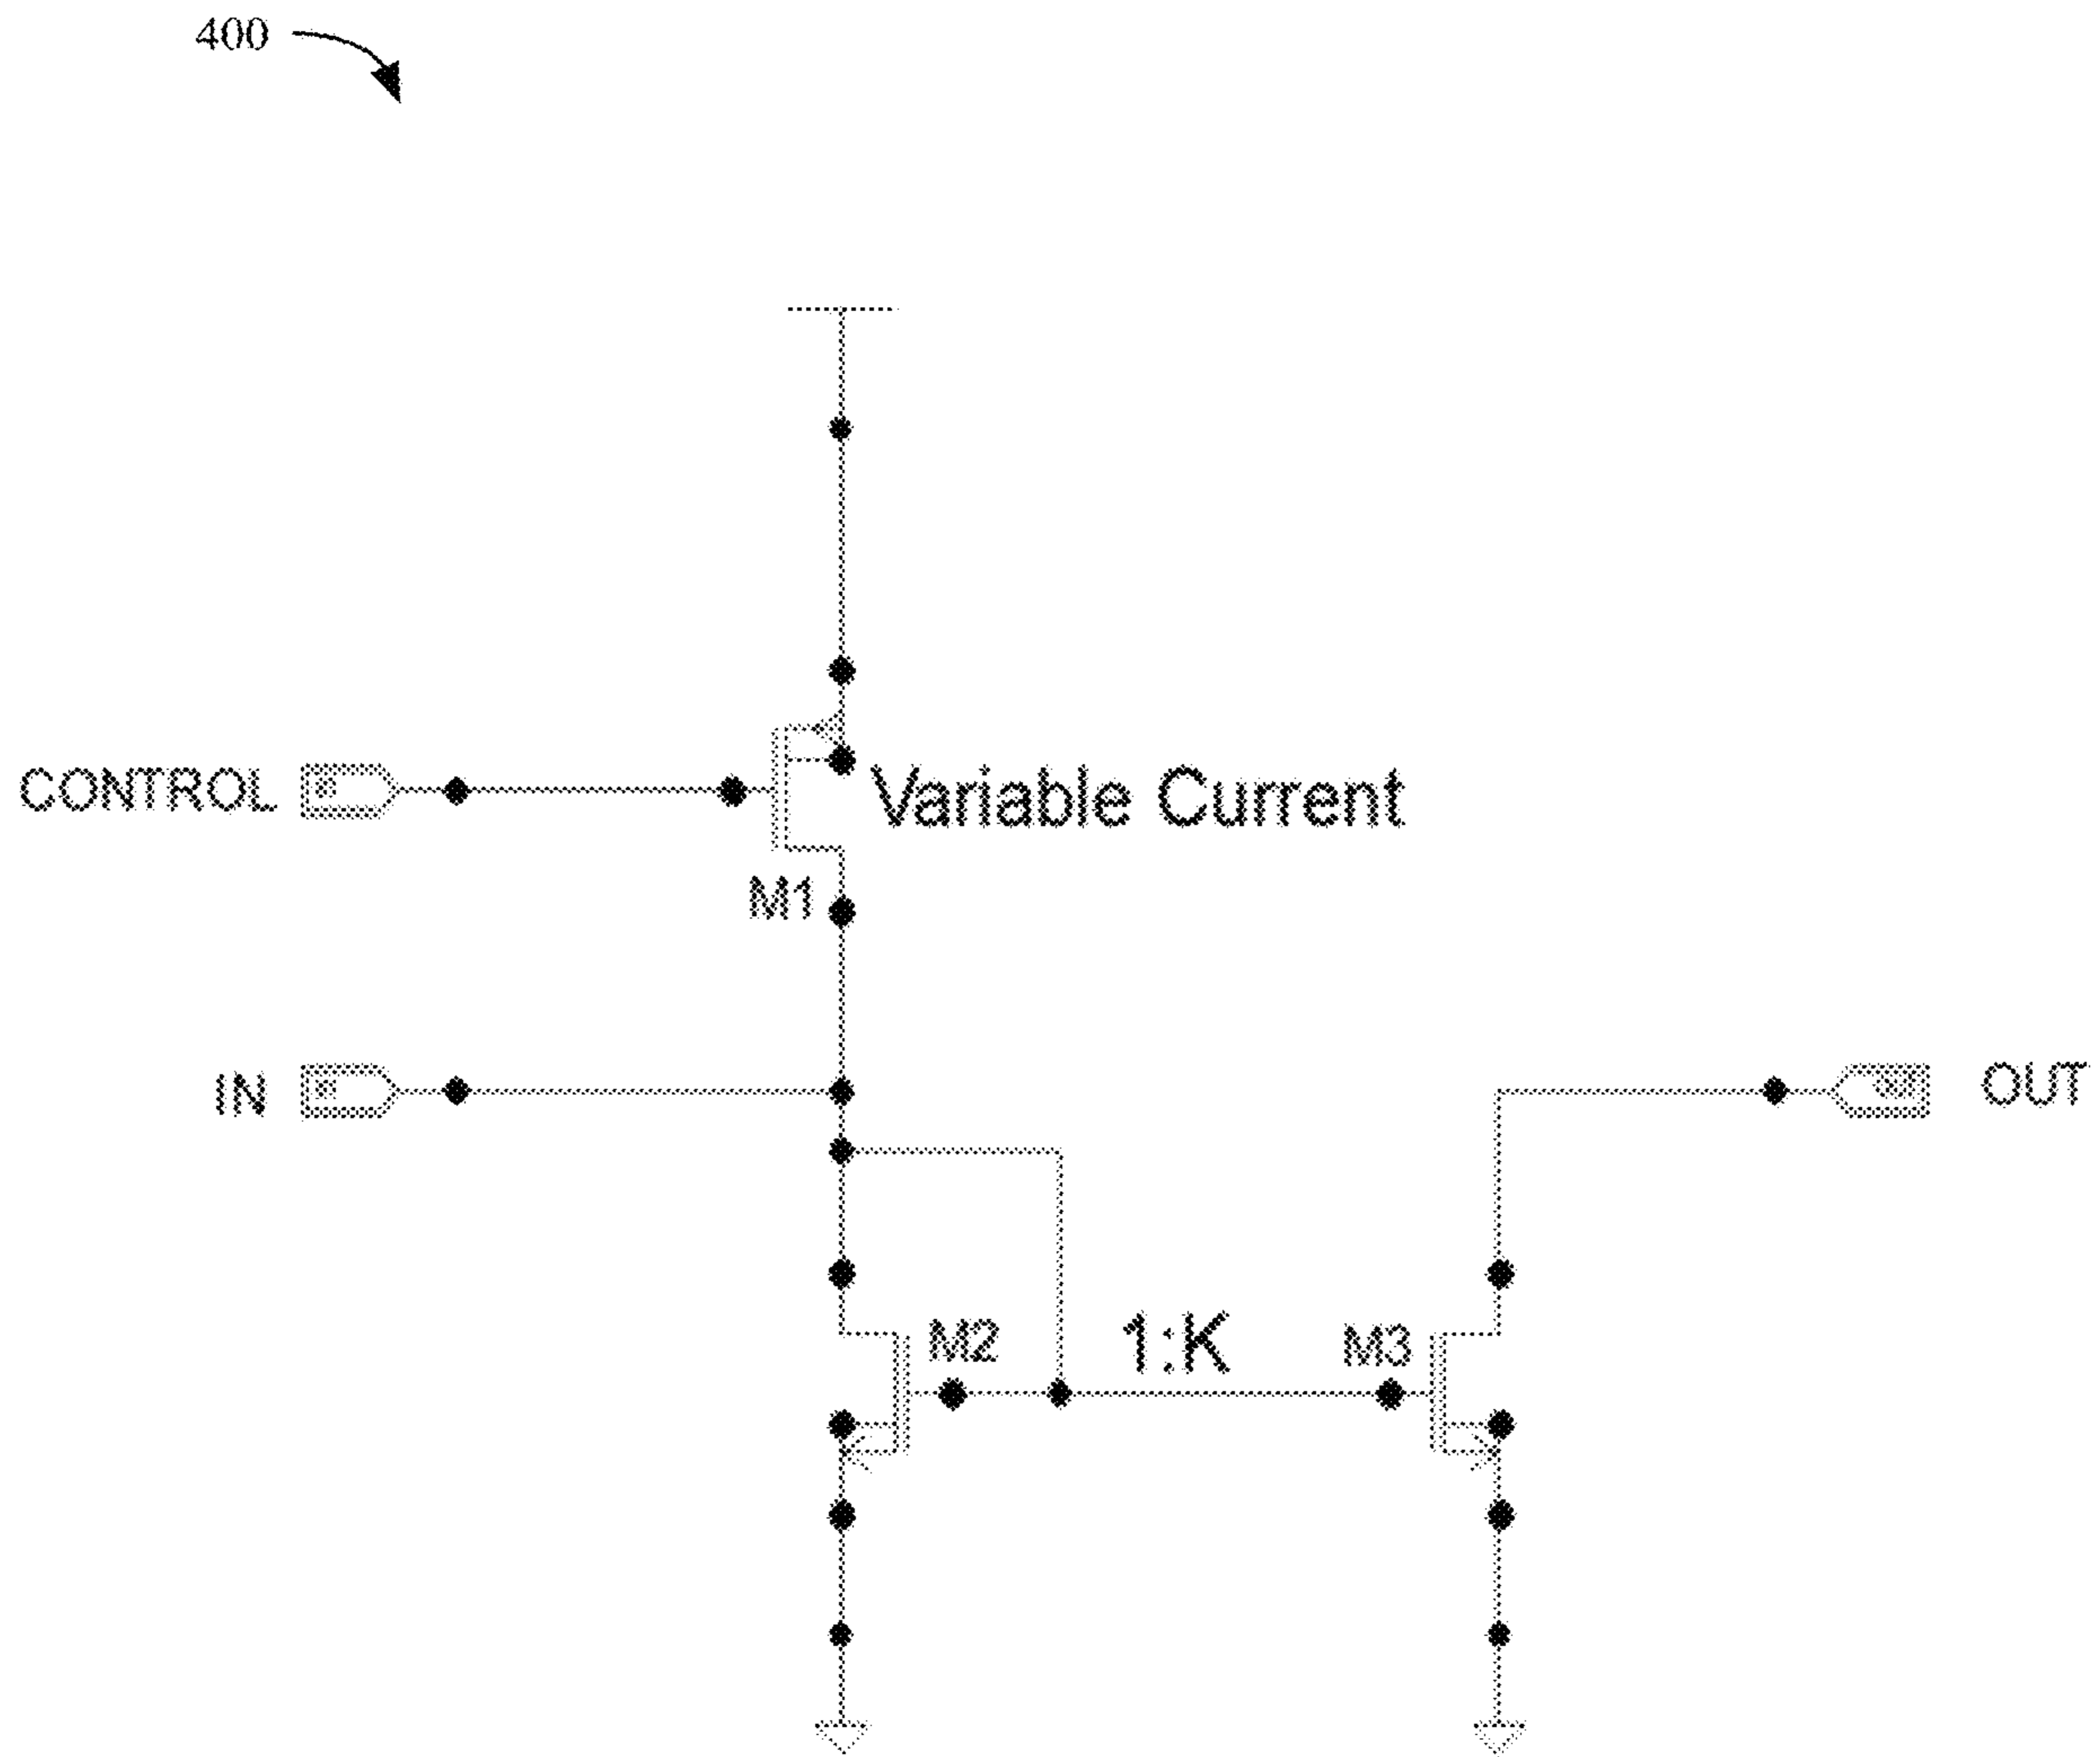 400
CONTROL
Variable Current
M1
IN
OUT
M2
1:K
M3